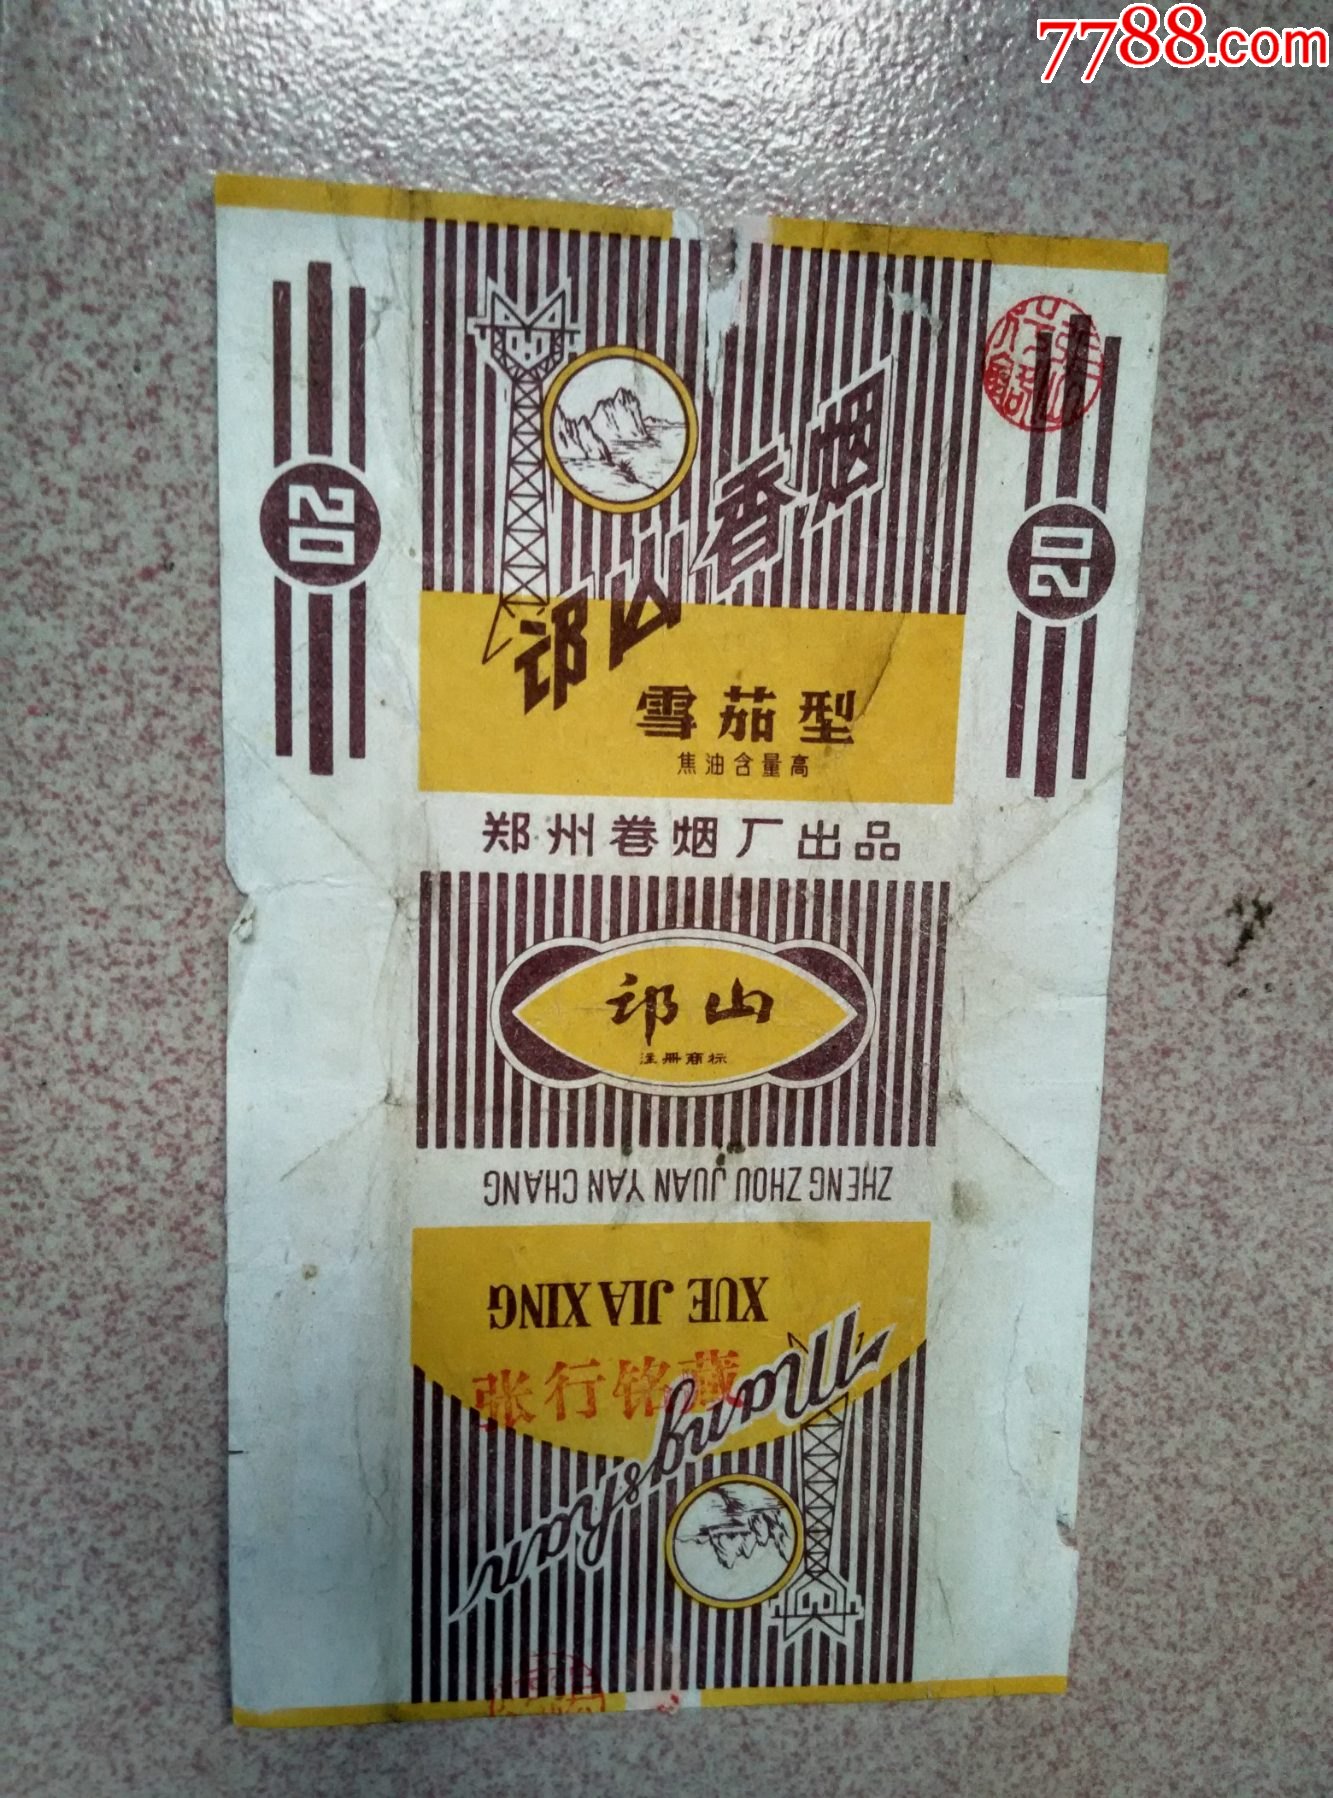 7788.com
20
20
邙山香烟
雪茄型
焦油含量高
郑州卷烟厂出品
邙山
注册商标
ZHENG ZHOU JUAN YAN CHANG
XUE JIA XING
张行铭藏
Mangshan